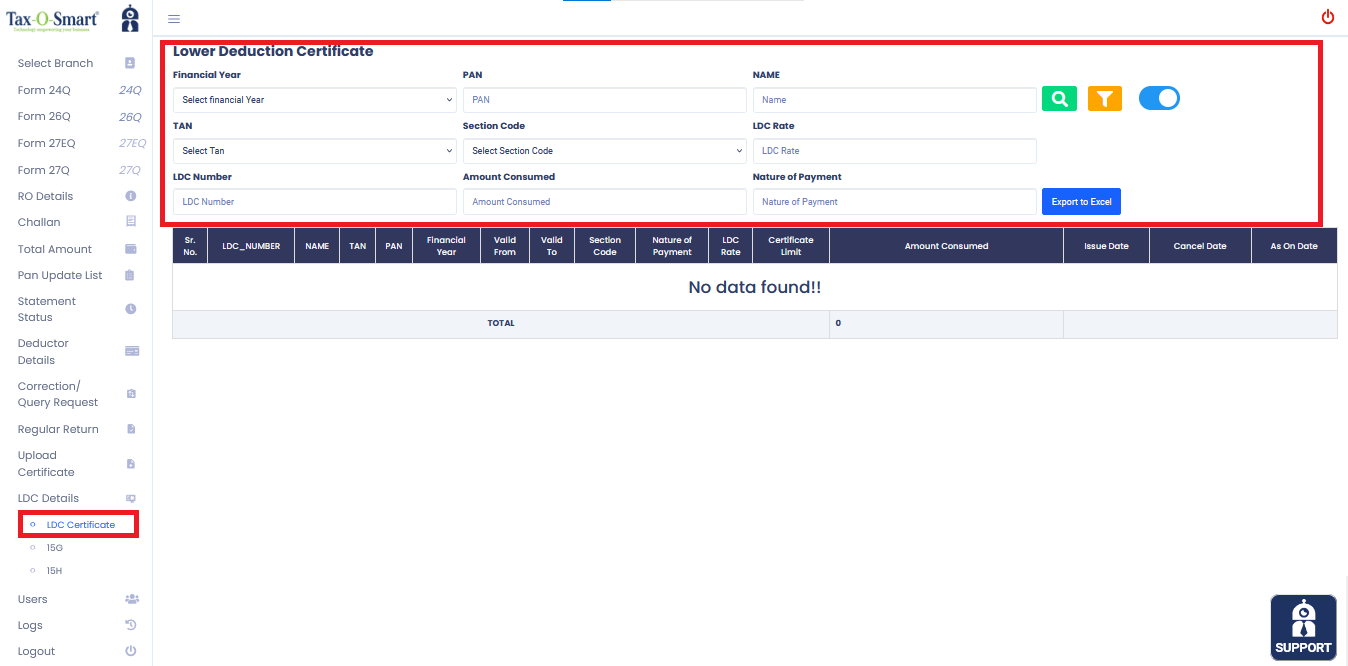 Tax-O-Smart
Technology empowering your business
Select Branch
Form 24Q 24Q
Form 26Q 26Q
Form 27EQ 27EQ
Form 27Q 27Q
RO Details
Challan
Total Amount
Pan Update List
Statement
Status
Deductor
Details
Correction/
Query Request
Regular Return
Upload
Certificate
LDC Details
LDC Certificate
15G
15H
Users
Logs
Logout
Lower Deduction Certificate
Financial Year PAN NAME
Select financial Year PAN Name
TAN Section Code LDC Rate
Select Tan Select Section Code LDC Rate
LDC Number Amount Consumed Nature of Payment
LDC Number Amount Consumed Nature of Payment Export to Excel
Sr. No. LDC_NUMBER NAME TAN PAN Financial Year Valid From Valid To Section Code Nature of Payment LDC Rate Certificate Limit Amount Consumed Issue Date Cancel Date As On Date
No data found!!
TOTAL 0
SUPPORT